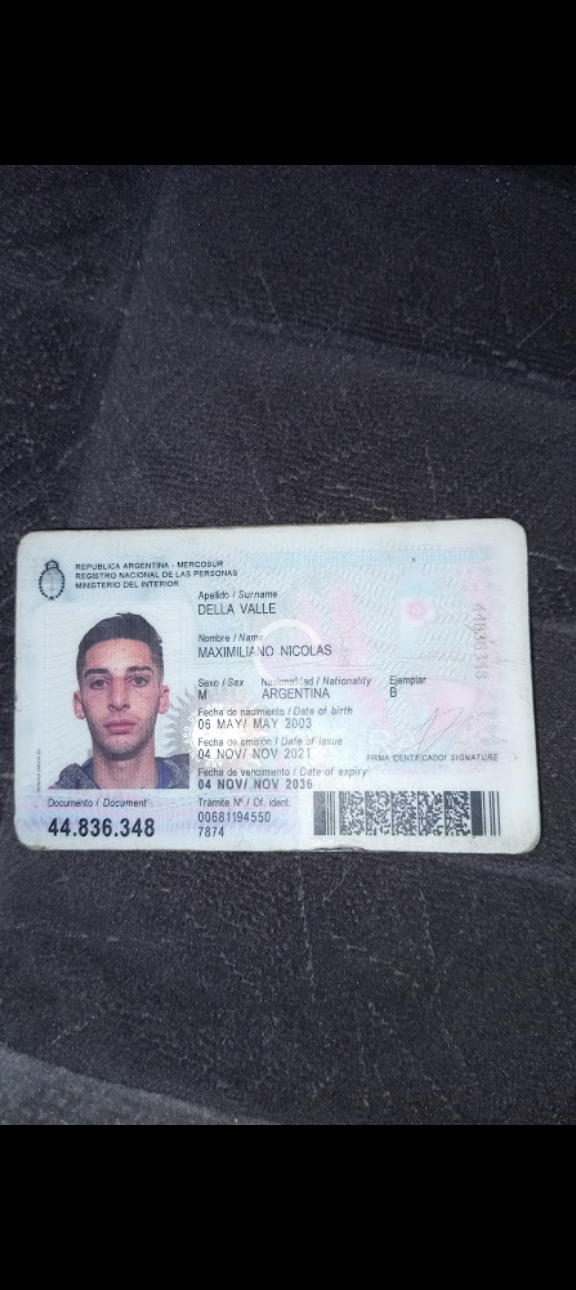 REPUBLICA ARGENTINA - MERCOSUR
REGISTRO NACIONAL DE LAS PERSONAS
MINISTERIO DEL INTERIOR
Apellido / Surname
DELLA VALLE
Nombre / Name
MAXIMILIANO NICOLAS
Sexo / Sex Nacionalidad / Nationality Ejemplar
M ARGENTINA B
Fecha de nacimiento / Date of birth
06 MAY/ MAY 2003
Fecha de emisión / Date of issue
04 NOV/ NOV 2021
FIRMA IDENTIFICADO/ SIGNATURE
Fecha de vencimiento / Date of expiry
04 NOV/ NOV 2036
Documento / Document Trámite Nº / Of. ident.
44.836.348 00681194550
7874